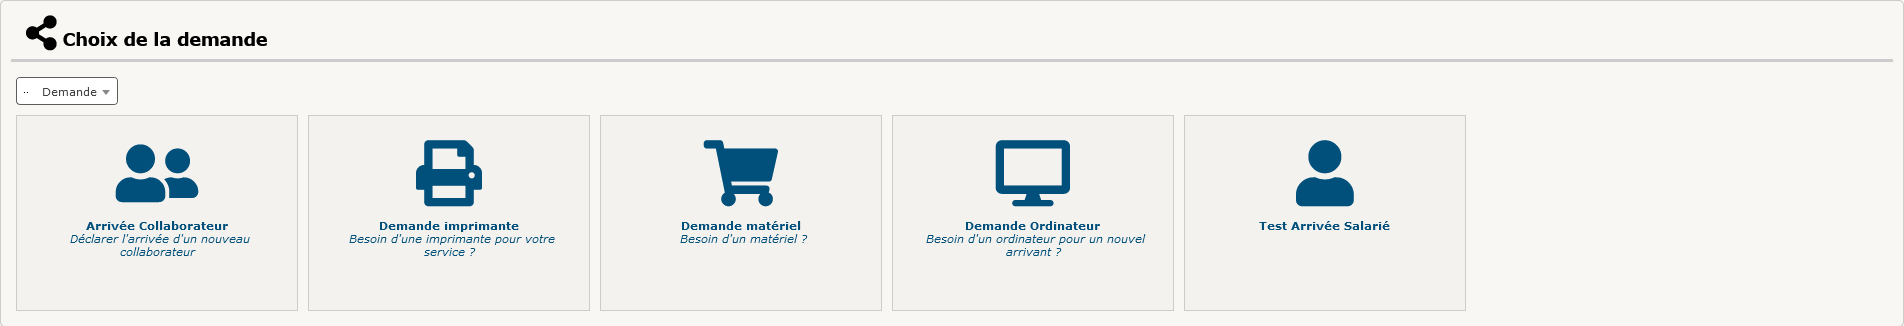 Choix de la demande
·· Demande
Arrivée Collaborateur
Déclarer l'arrivée d'un nouveau
collaborateur
Demande imprimante
Besoin d'une imprimante pour votre
service ?
Demande matériel
Besoin d'un matériel ?
Demande Ordinateur
Besoin d'un ordinateur pour un nouvel
arrivant ?
Test Arrivée Salarié